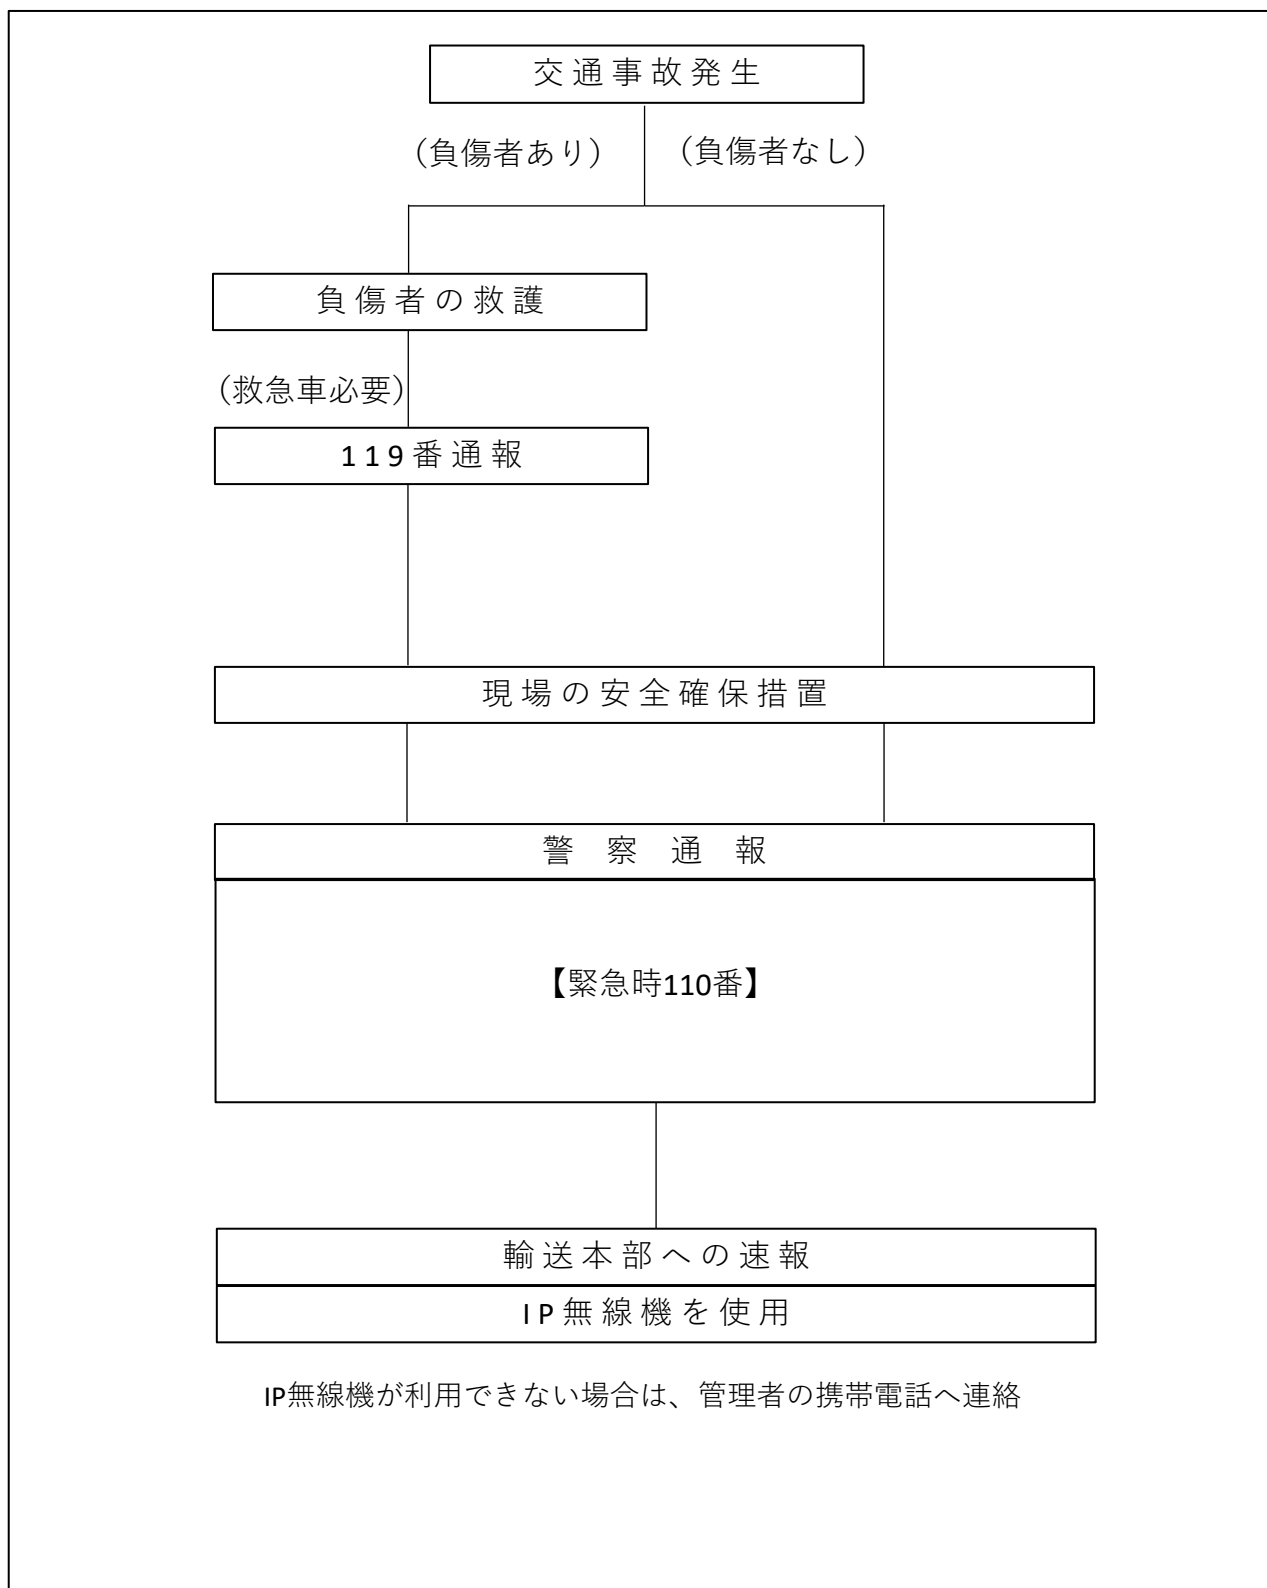 交通事故発生
（負傷者あり）
（負傷者なし）
負傷者の救護
（救急車必要）
119番通報
現場の安全確保措置
警察通報
【緊急時110番】
輸送本部への速報
IP無線機を使用
IP無線機が利用できない場合は、管理者の携帯電話へ連絡